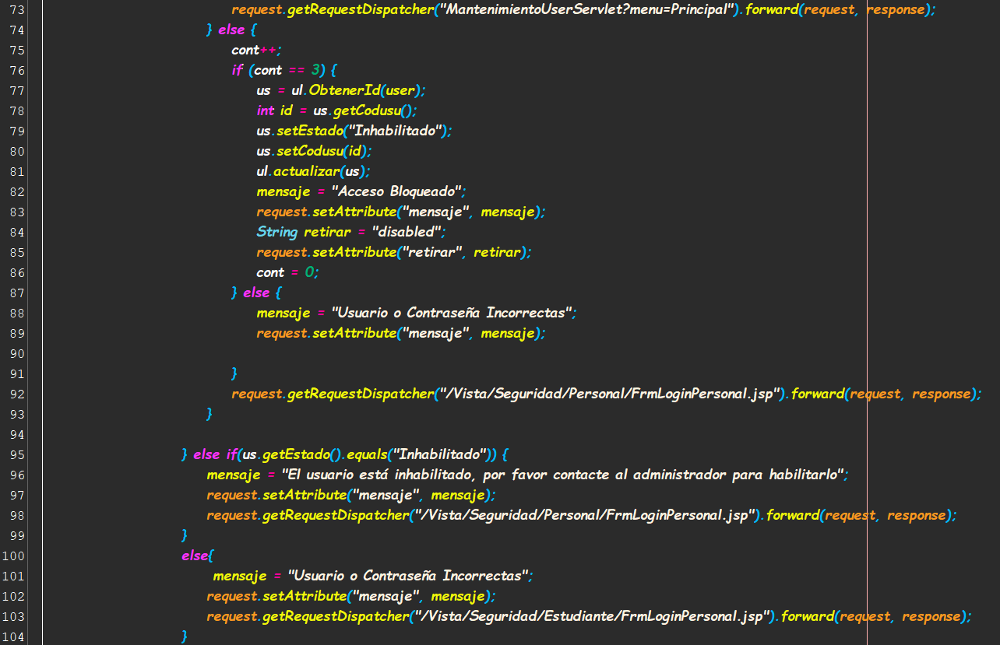 73 request.getRequestDispatcher("MantenimientoUserServlet?menu=Principal").forward(request, response);
74 } else {
75 cont++;
76 if (cont == 3) {
77 us = ul.ObtenerId(user);
78 int id = us.getCodusu();
79 us.setEstado("Inhabilitado");
80 us.setCodusu(id);
81 ul.actualizar(us);
82 mensaje = "Acceso Bloqueado";
83 request.setAttribute("mensaje", mensaje);
84 String retirar = "disabled";
85 request.setAttribute("retirar", retirar);
86 cont = 0;
87 } else {
88 mensaje = "Usuario o Contraseña Incorrectas";
89 request.setAttribute("mensaje", mensaje);
90
91 }
92 request.getRequestDispatcher("/Vista/Seguridad/Personal/FrmLoginPersonal.jsp").forward(request, response);
93 }
94
95 } else if(us.getEstado().equals("Inhabilitado")) {
96 mensaje = "El usuario está inhabilitado, por favor contacte al administrador para habilitarlo";
97 request.setAttribute("mensaje", mensaje);
98 request.getRequestDispatcher("/Vista/Seguridad/Personal/FrmLoginPersonal.jsp").forward(request, response);
99 }
100 else{
101 mensaje = "Usuario o Contraseña Incorrectas";
102 request.setAttribute("mensaje", mensaje);
103 request.getRequestDispatcher("/Vista/Seguridad/Estudiante/FrmLoginPersonal.jsp").forward(request, response);
104 }